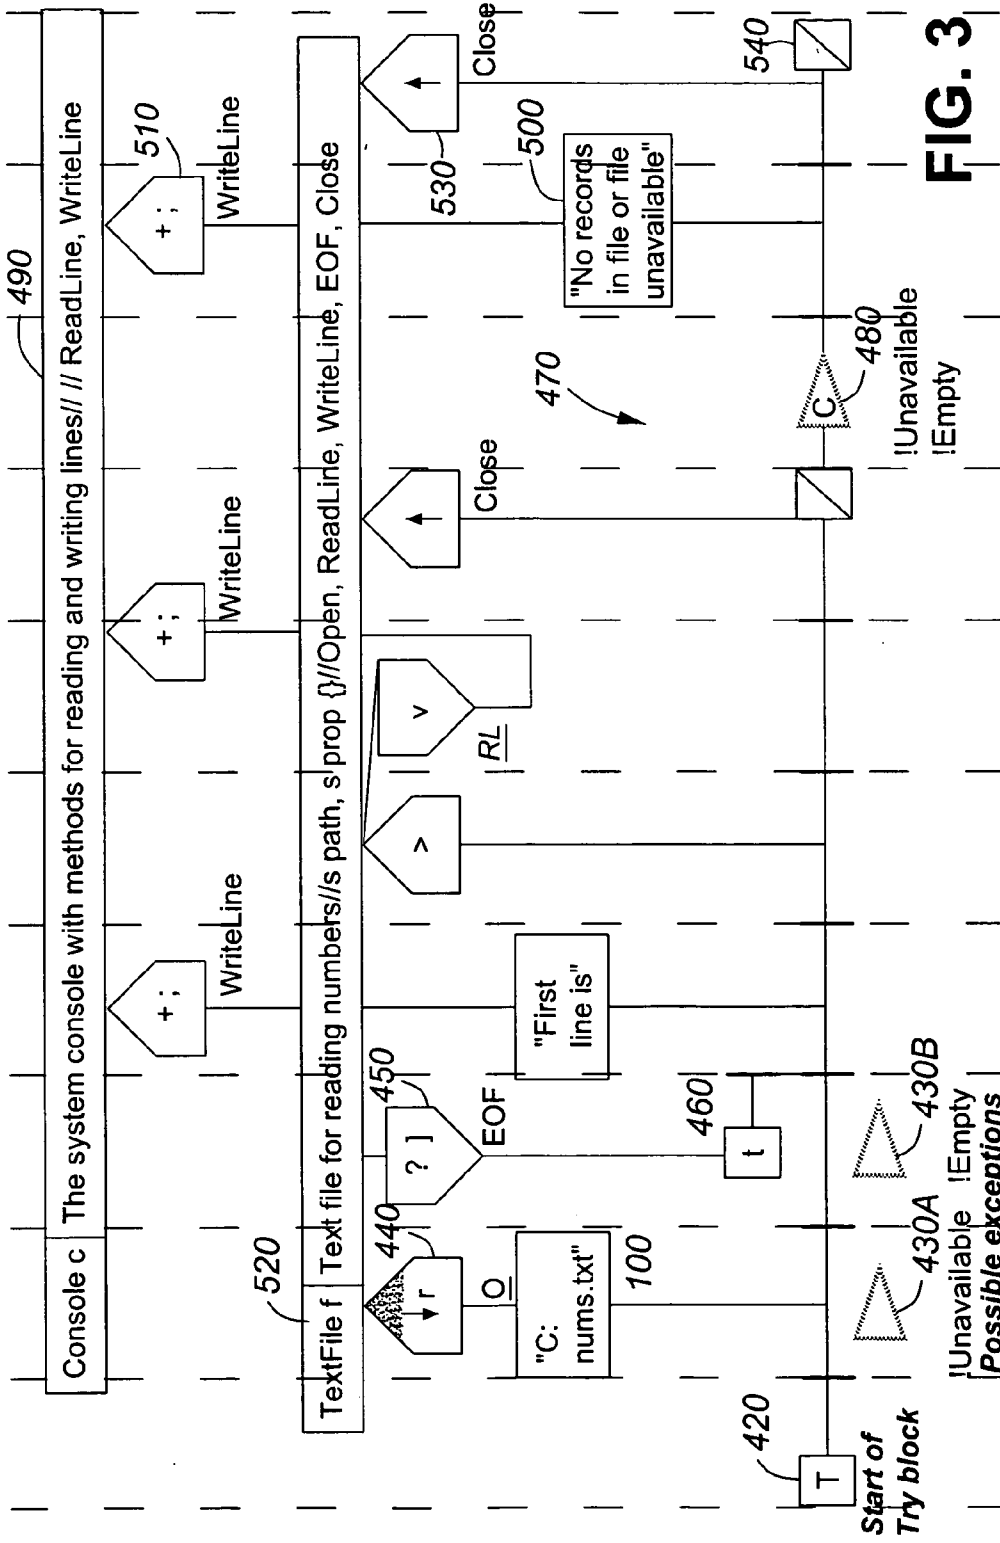 490
Console c
The system console with methods for reading and writing lines// // ReadLine, WriteLine
+ ;
WriteLine
+ ;
WriteLine
+ ;
510
WriteLine
520
TextFile f
Text file for reading numbers//s path, s prop {}//Open, ReadLine, WriteLine, EOF, Close
r
440
O
"C:
nums.txt"
100
? ]
450
EOF
t
460
"First
line is"
>
v
RL
Close
470
"No records
in file or file
unavailable"
500
530
Close
T
420
Start of
Try block
430A
!Unavailable
430B
!Empty
Possible exceptions
C
480
!Unavailable
!Empty
540
FIG. 3